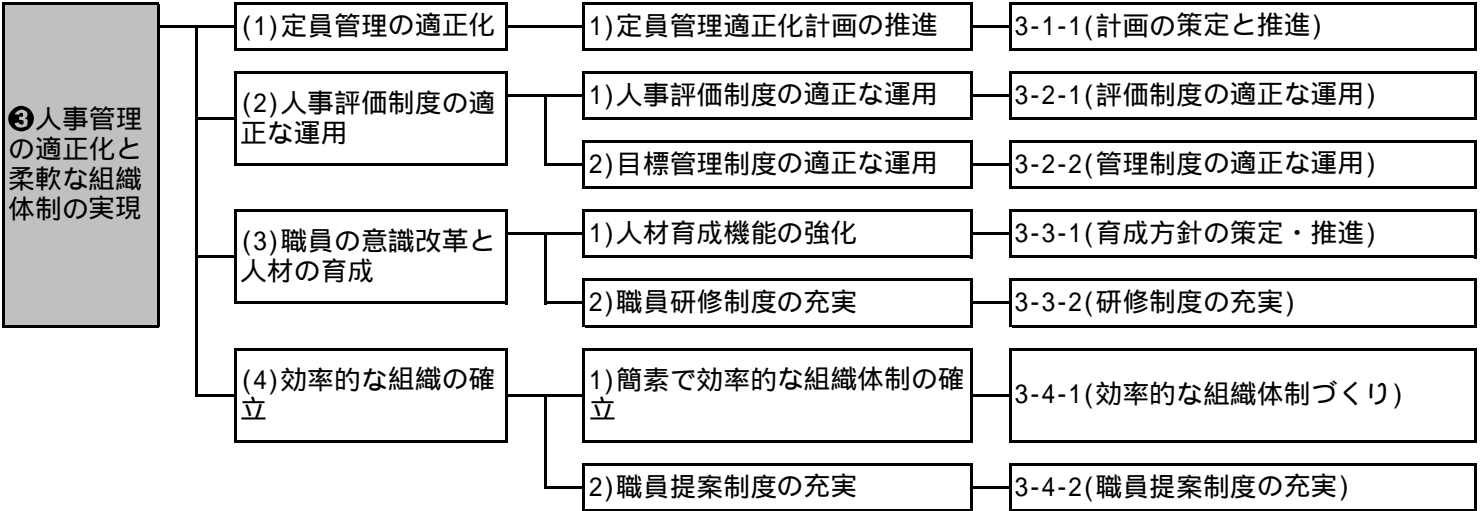 ❸人事管理
の適正化と
柔軟な組織
体制の実現
(1)定員管理の適正化
1)定員管理適正化計画の推進
3-1-1(計画の策定と推進)
(2)人事評価制度の適
正な運用
1)人事評価制度の適正な運用
3-2-1(評価制度の適正な運用)
2)目標管理制度の適正な運用
3-2-2(管理制度の適正な運用)
(3)職員の意識改革と
人材の育成
1)人材育成機能の強化
3-3-1(育成方針の策定・推進)
2)職員研修制度の充実
3-3-2(研修制度の充実)
(4)効率的な組織の確
立
1)簡素で効率的な組織体制の確
立
3-4-1(効率的な組織体制づくり)
2)職員提案制度の充実
3-4-2(職員提案制度の充実)